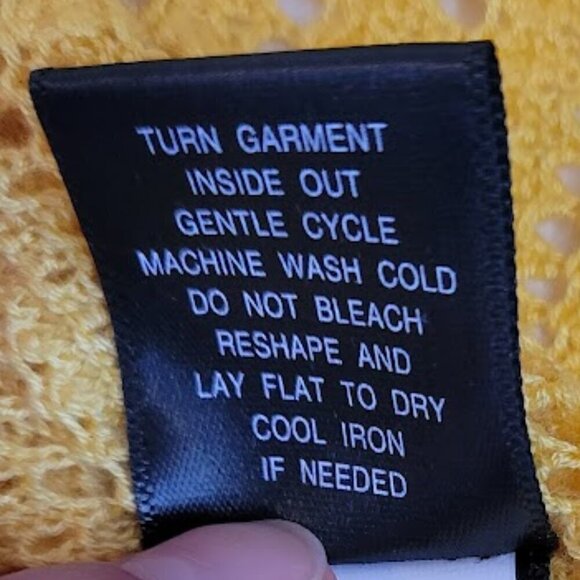 TURN GARMENT
INSIDE OUT
GENTLE CYCLE
MACHINE WASH COLD
DO NOT BLEACH
RESHAPE AND
LAY FLAT TO DRY
COOL IRON
IF NEEDED